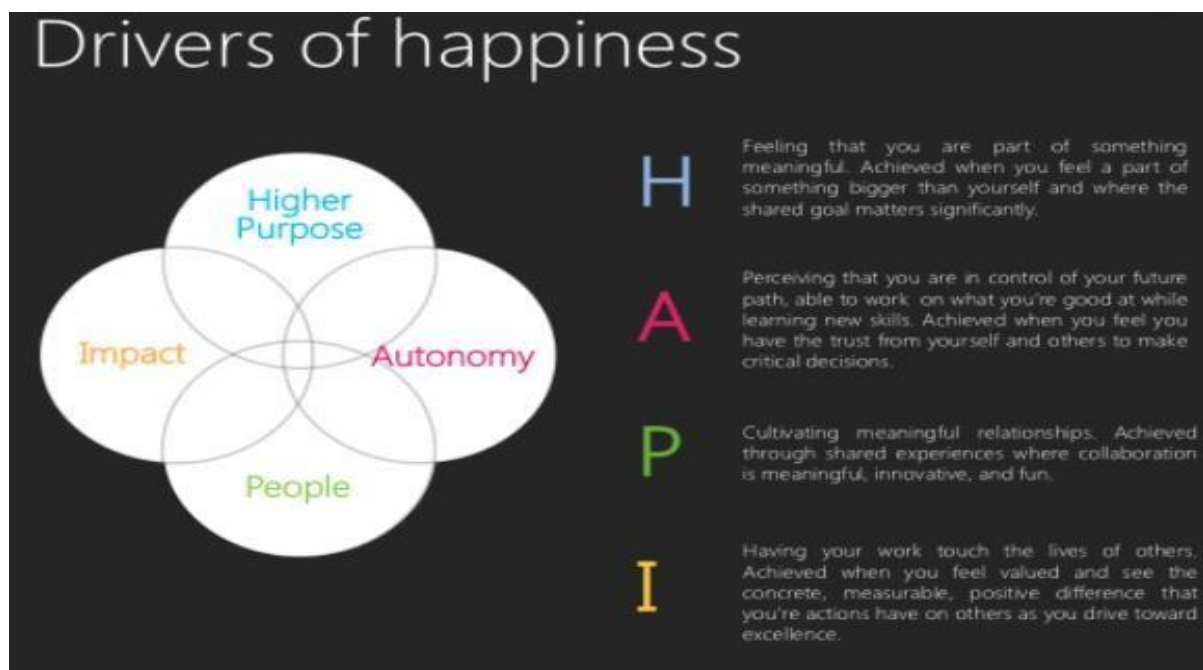 Drivers of happiness
Higher
Purpose
Impact
Autonomy
People
H
Feeling that you are part of something
meaningful. Achieved when you feel a part of
something bigger than yourself and where the
shared goal matters significantly.
A
Perceiving that you are in control of your future
path, able to work on what you're good at while
learning new skills. Achieved when you feel you
have the trust from yourself and others to make
critical decisions.
P
Cultivating meaningful relationships. Achieved
through shared experiences where collaboration
is meaningful, innovative, and fun.
I
Having your work touch the lives of others.
Achieved when you feel valued and see the
concrete, measurable, positive difference that
you're actions have on others as you drive toward
excellence.